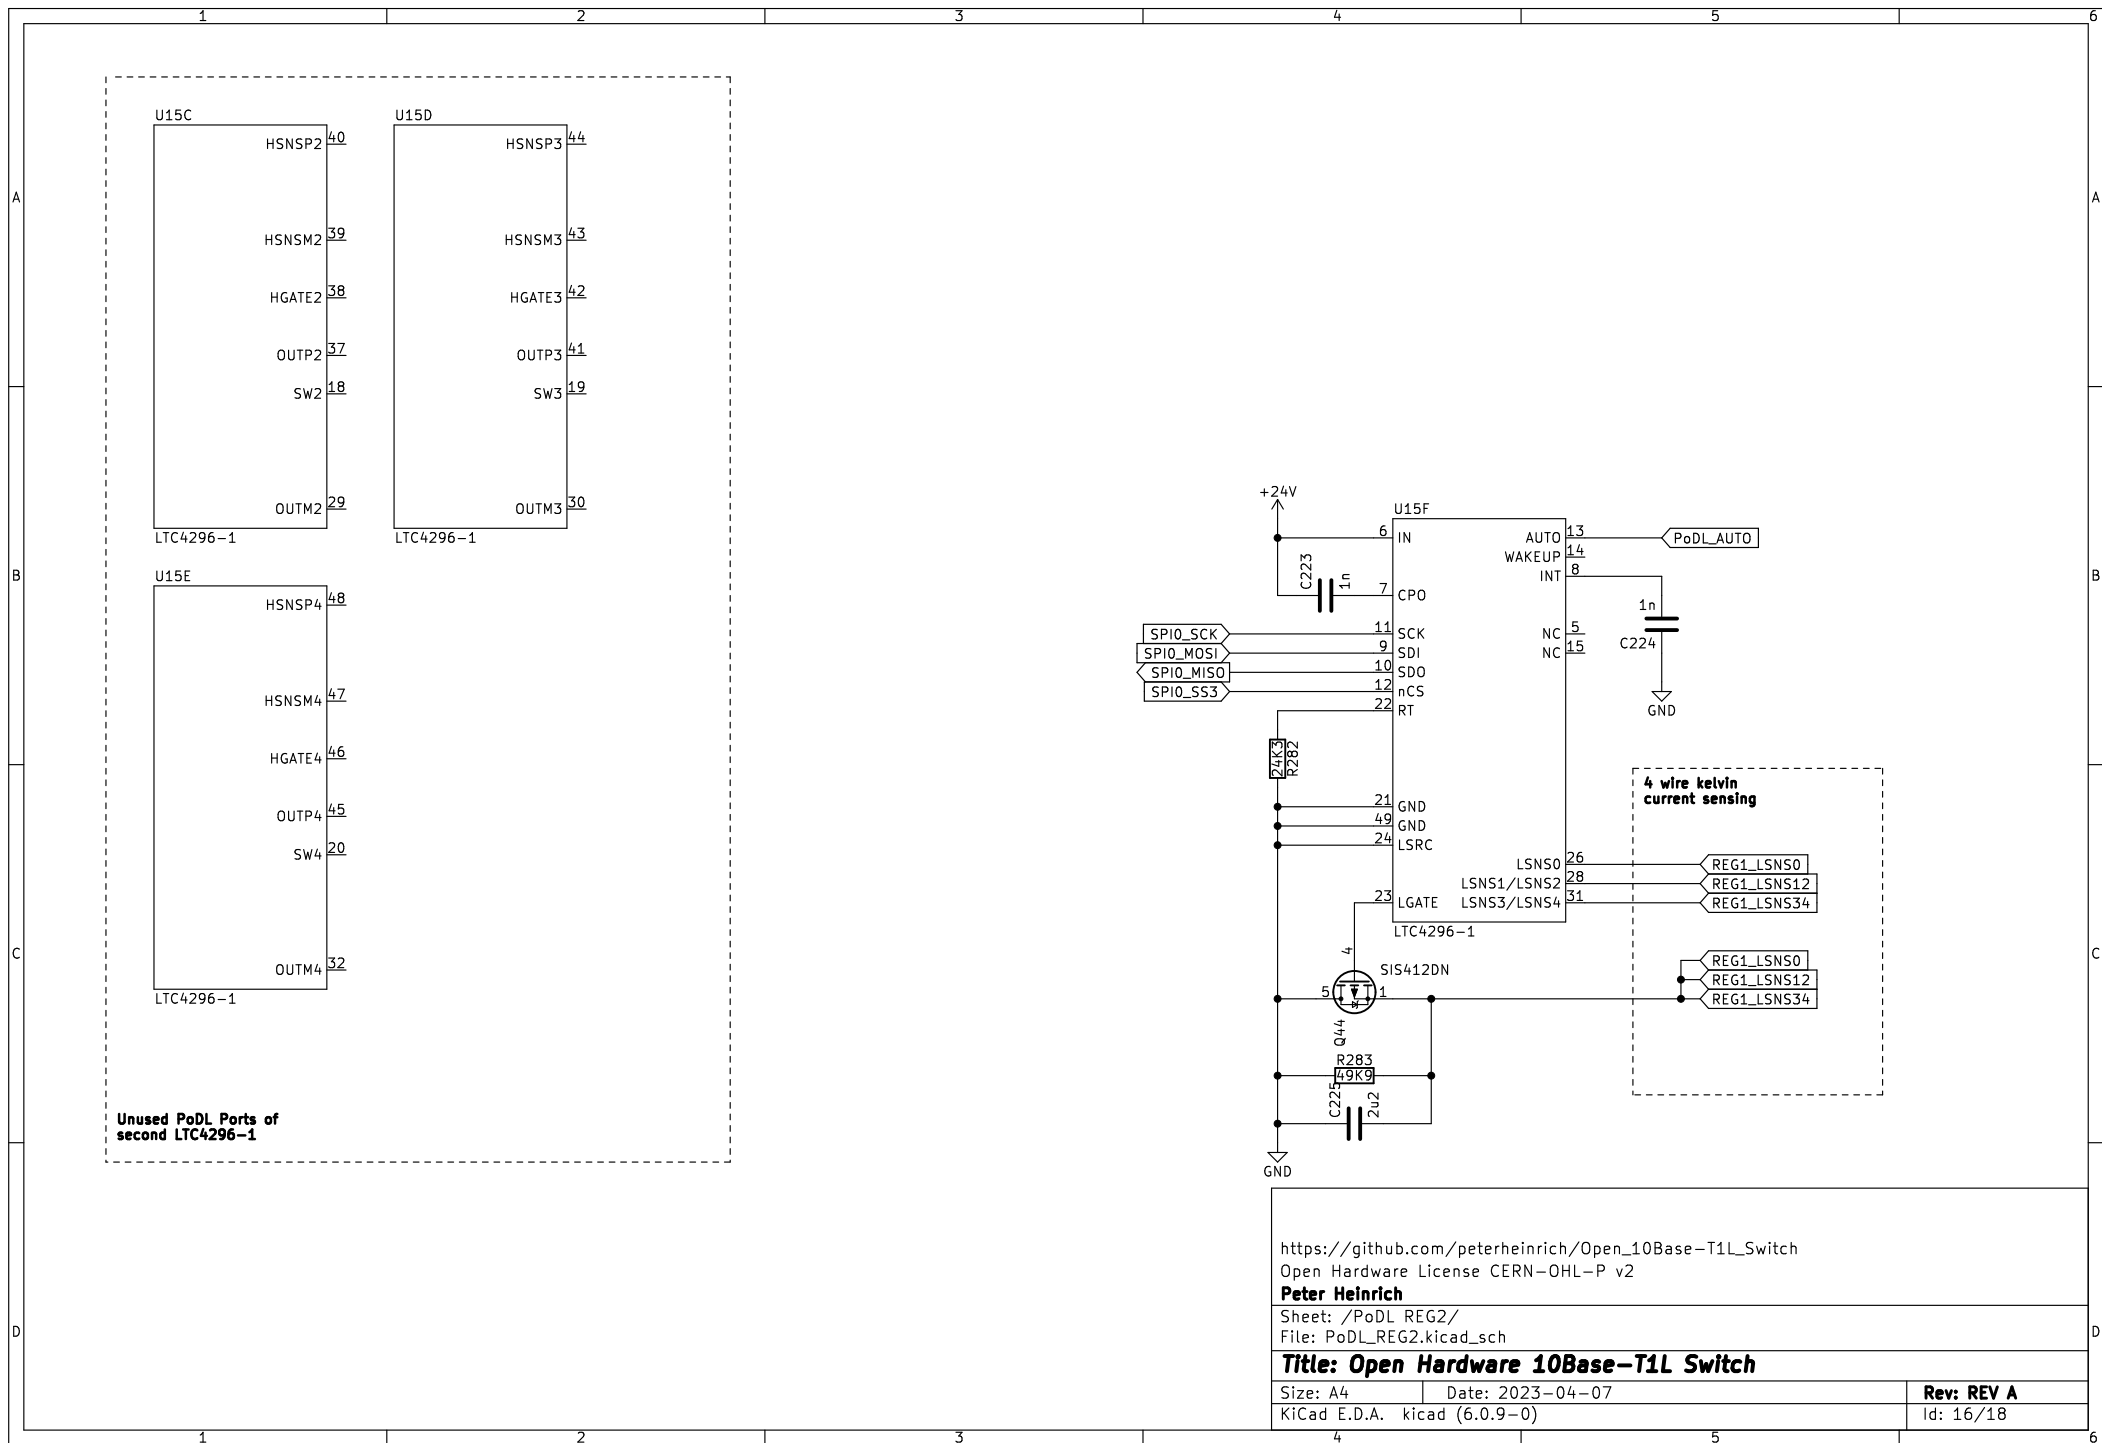 1 2 3 4 5 6
A A
B B
C C
D D
U15C
HSNSP2 40
HSNSM2 39
HGATE2 38
OUTP2 37
SW2 18
OUTM2 29
LTC4296-1
U15D
HSNSP3 44
HSNSM3 43
HGATE3 42
OUTP3 41
SW3 19
OUTM3 30
LTC4296-1
U15E
HSNSP4 48
HSNSM4 47
HGATE4 46
OUTP4 45
SW4 20
OUTM4 32
LTC4296-1
Unused PoDL Ports of
second LTC4296-1
+24V
C223
1n
SPI0_SCK
SPI0_MOSI
SPI0_MISO
SPI0_SS3
24K3
R282
U15F
6 IN
7 CPO
11 SCK
9 SDI
10 SDO
12 nCS
22 RT
21 GND
49 GND
24 LSRC
23 LGATE
AUTO 13
WAKEUP 14
INT 8
NC 5
NC 15
LSNS0 26
LSNS1/LSNS2 28
LSNS3/LSNS4 31
LTC4296-1
PoDL_AUTO
1n
C224
GND
4 wire kelvin
current sensing
REG1_LSNS0
REG1_LSNS12
REG1_LSNS34
REG1_LSNS0
REG1_LSNS12
REG1_LSNS34
4
SIS412DN
5 1
Q44
R283
49K9
C225
2u2
GND
https://github.com/peterheinrich/Open_10Base-T1L_Switch
Open Hardware License CERN-OHL-P v2
Peter Heinrich
Sheet: /PoDL REG2/
File: PoDL_REG2.kicad_sch
Title: Open Hardware 10Base-T1L Switch
Size: A4 Date: 2023-04-07 Rev: REV A
KiCad E.D.A. kicad (6.0.9-0) Id: 16/18
1 2 3 4 5 6